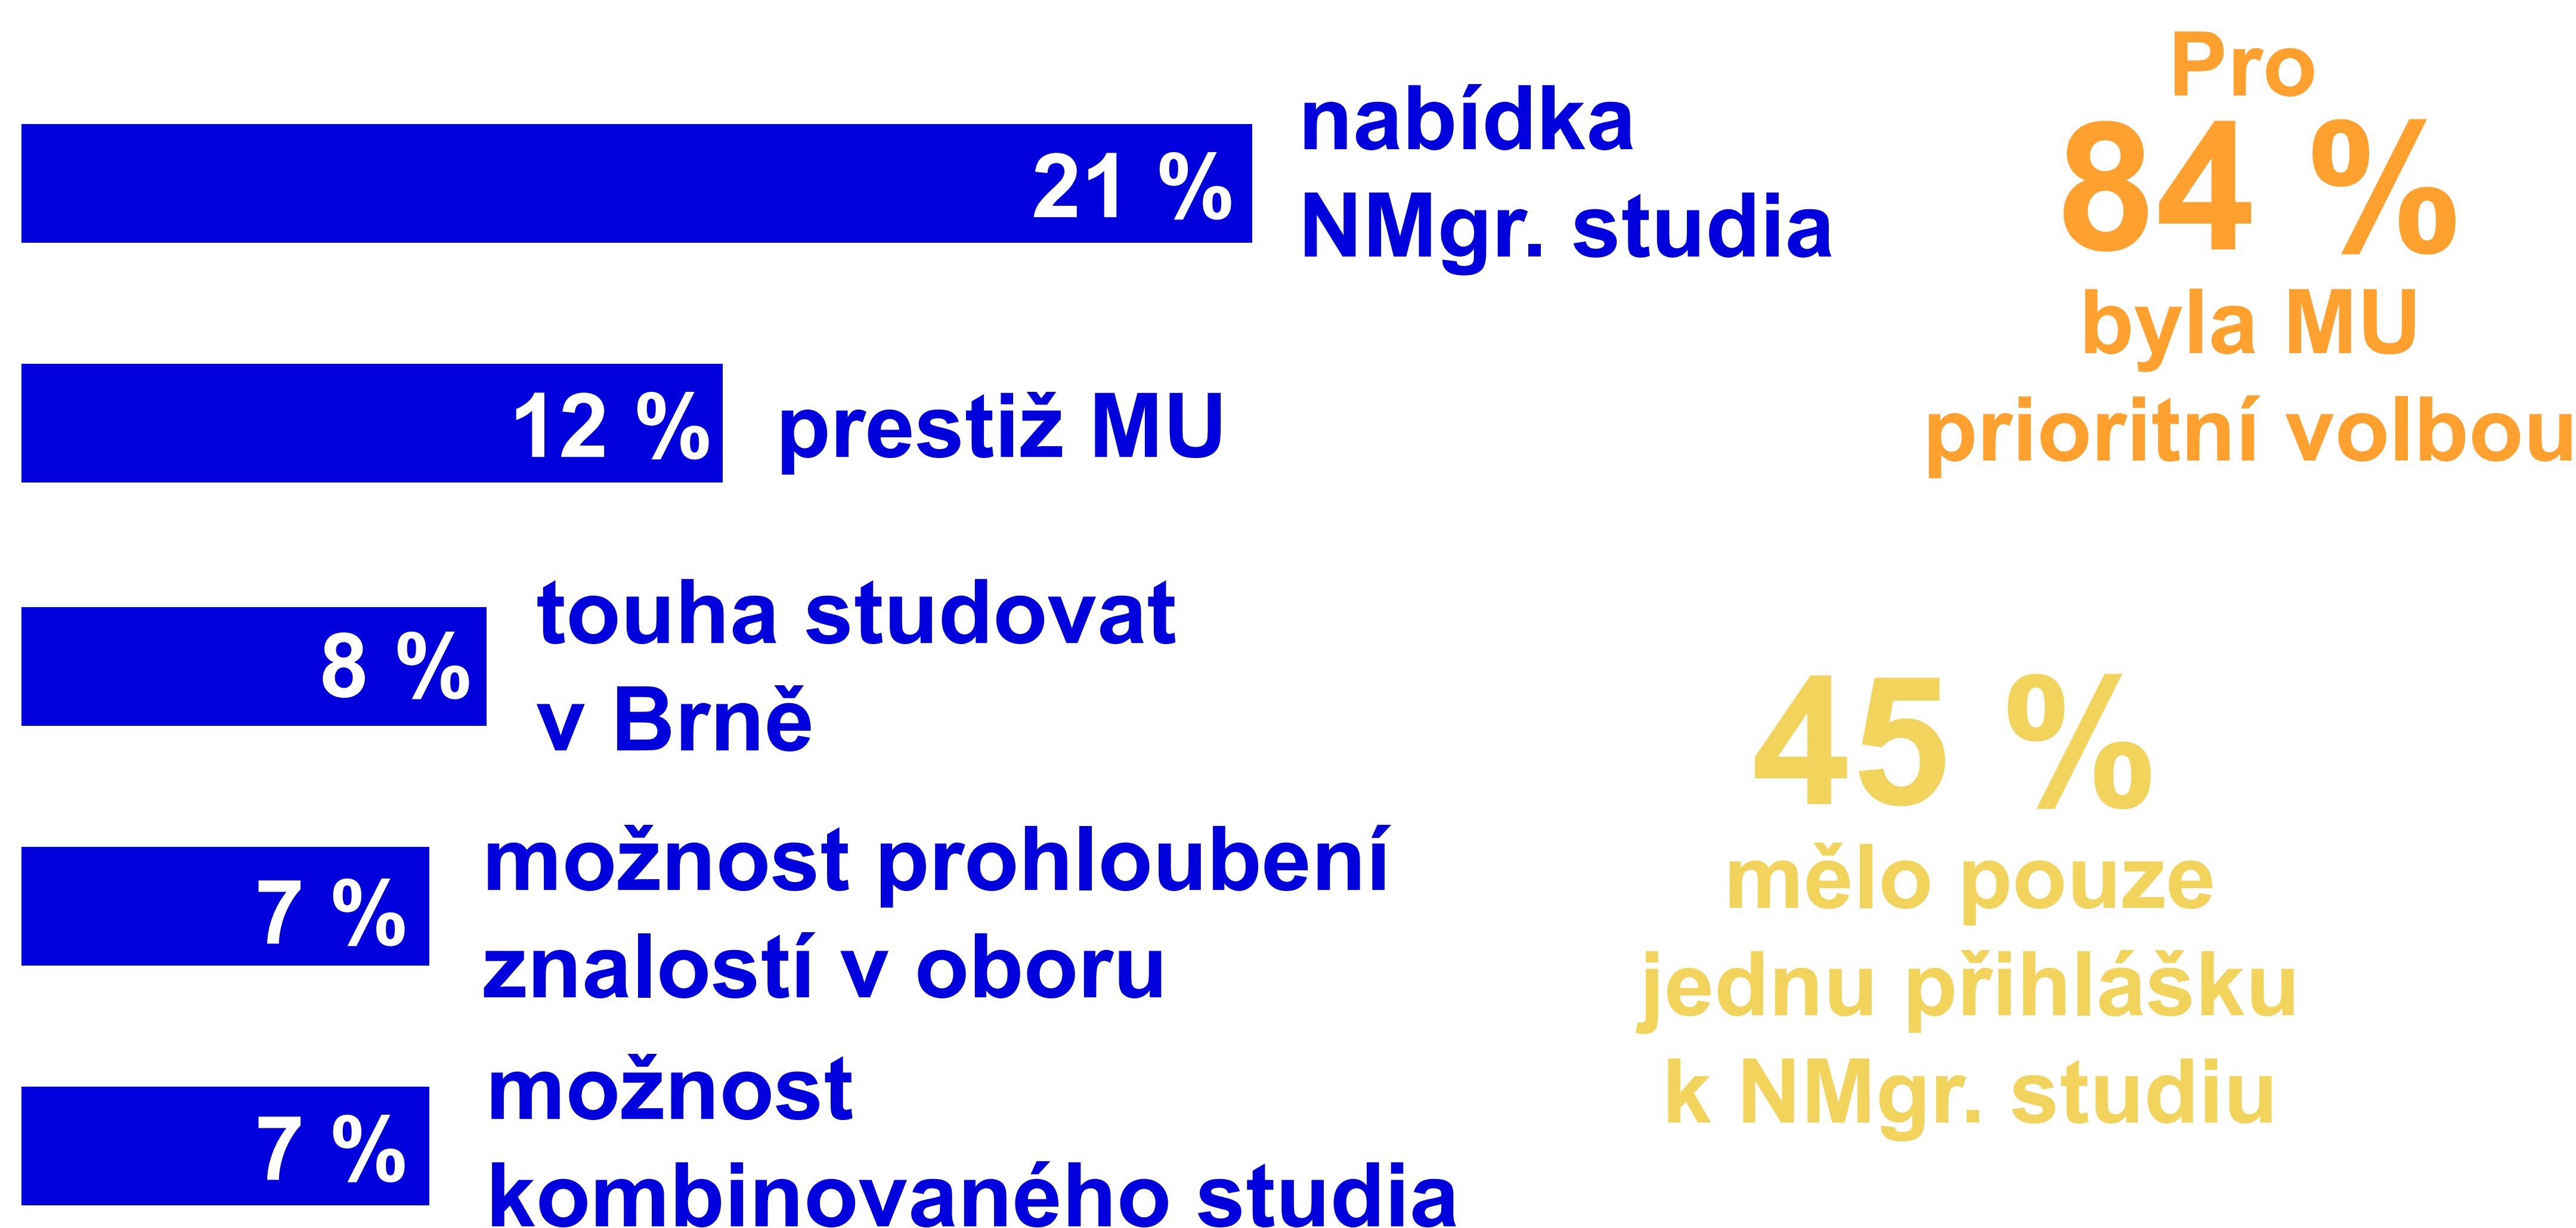 21 %
nabídka
NMgr. studia
12 %
prestiž MU
8 %
touha studovat
v Brně
7 %
možnost prohloubení
znalostí v oboru
7 %
možnost
kombinovaného studia
Pro
84 %
byla MU
prioritní volbou
45 %
mělo pouze
jednu přihlášku
k NMgr. studiu